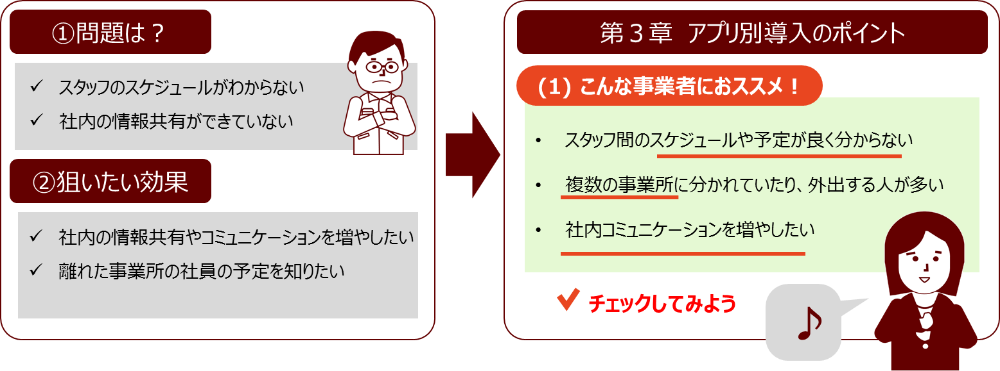 ①問題は？
✓ スタッフのスケジュールがわからない
✓ 社内の情報共有ができていない
②狙いたい効果
✓ 社内の情報共有やコミュニケーションを増やしたい
✓ 離れた事業所の社員の予定を知りたい
第３章 アプリ別導入のポイント
(1) こんな事業者におススメ！
• スタッフ間のスケジュールや予定が良く分からない
• 複数の事業所に分かれていたり、外出する人が多い
• 社内コミュニケーションを増やしたい
✓ チェックしてみよう
♪